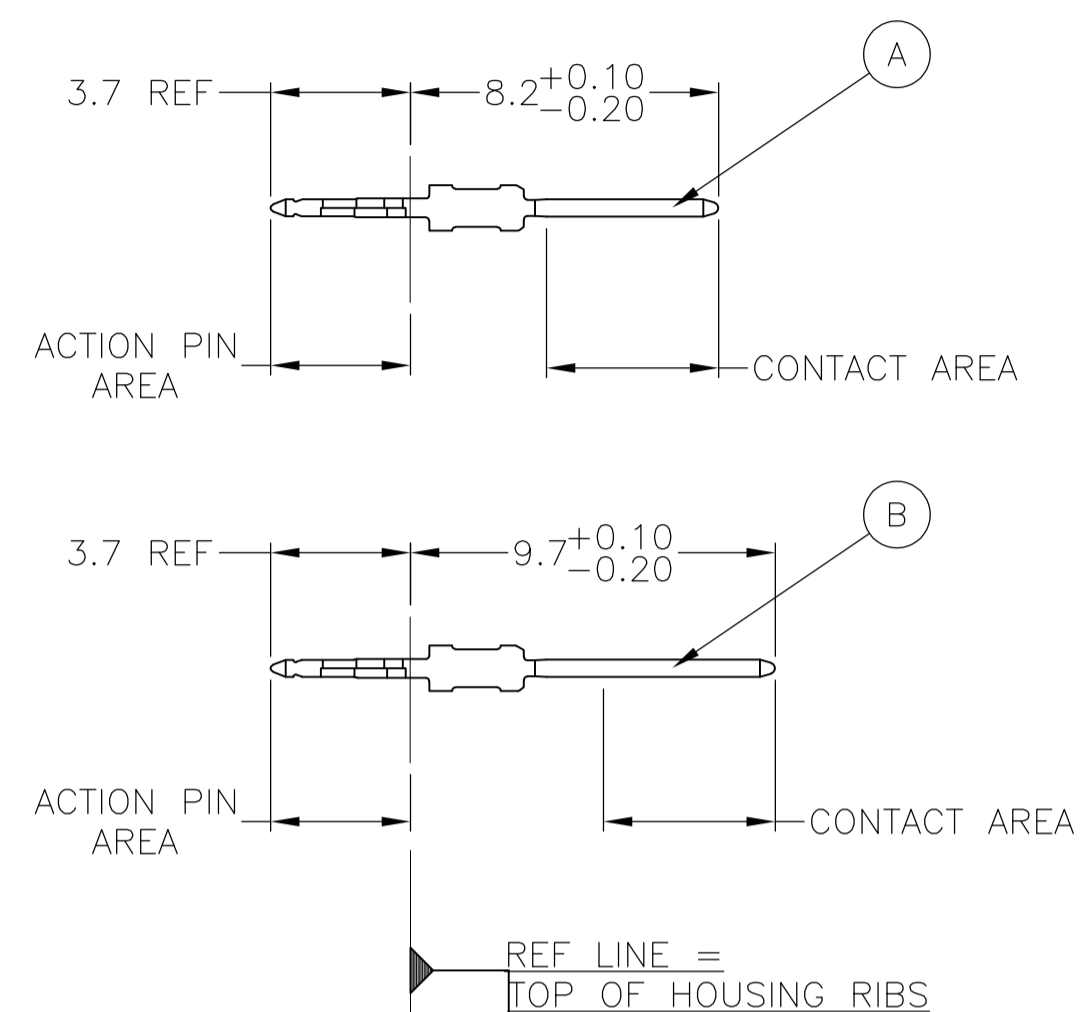 A
3.7 REF
8.2 +0.10 -0.20
ACTION PIN
AREA
CONTACT AREA
B
3.7 REF
9.7 +0.10 -0.20
ACTION PIN
AREA
CONTACT AREA
REF LINE =
TOP OF HOUSING RIBS